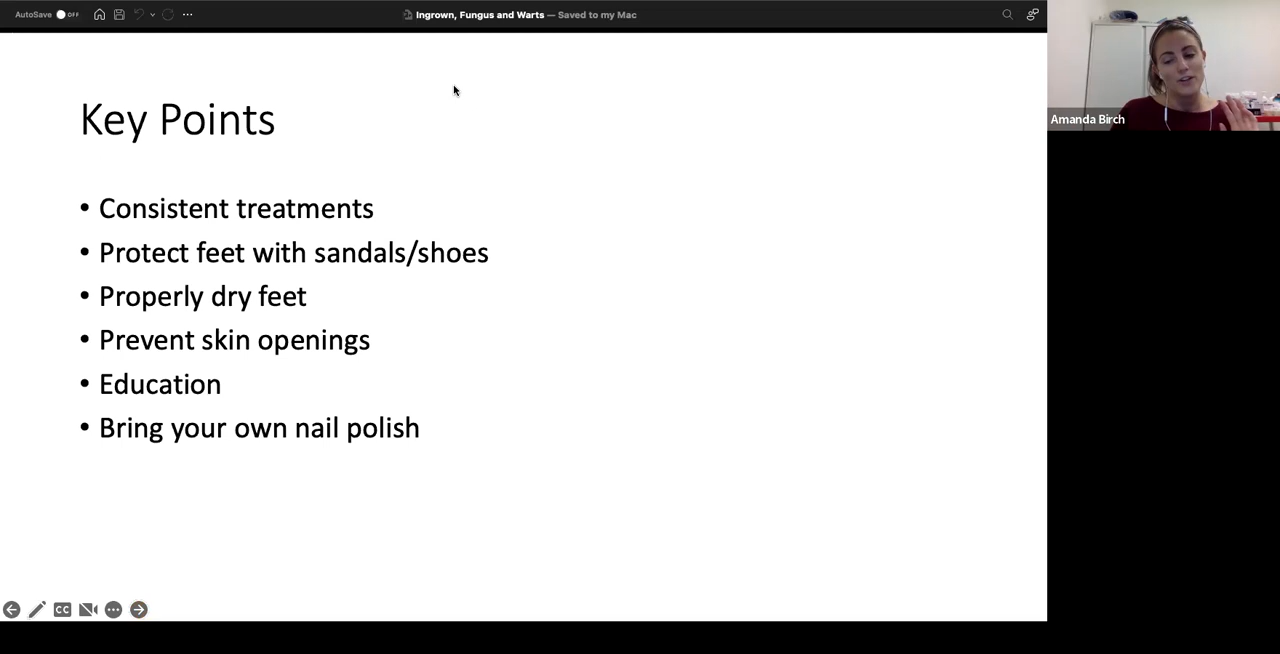 AutoSave OFF
Ingrown, Fungus and Warts — Saved to my Mac
Amanda Birch
Key Points
• Consistent treatments
• Protect feet with sandals/shoes
• Properly dry feet
• Prevent skin openings
• Education
• Bring your own nail polish
CC